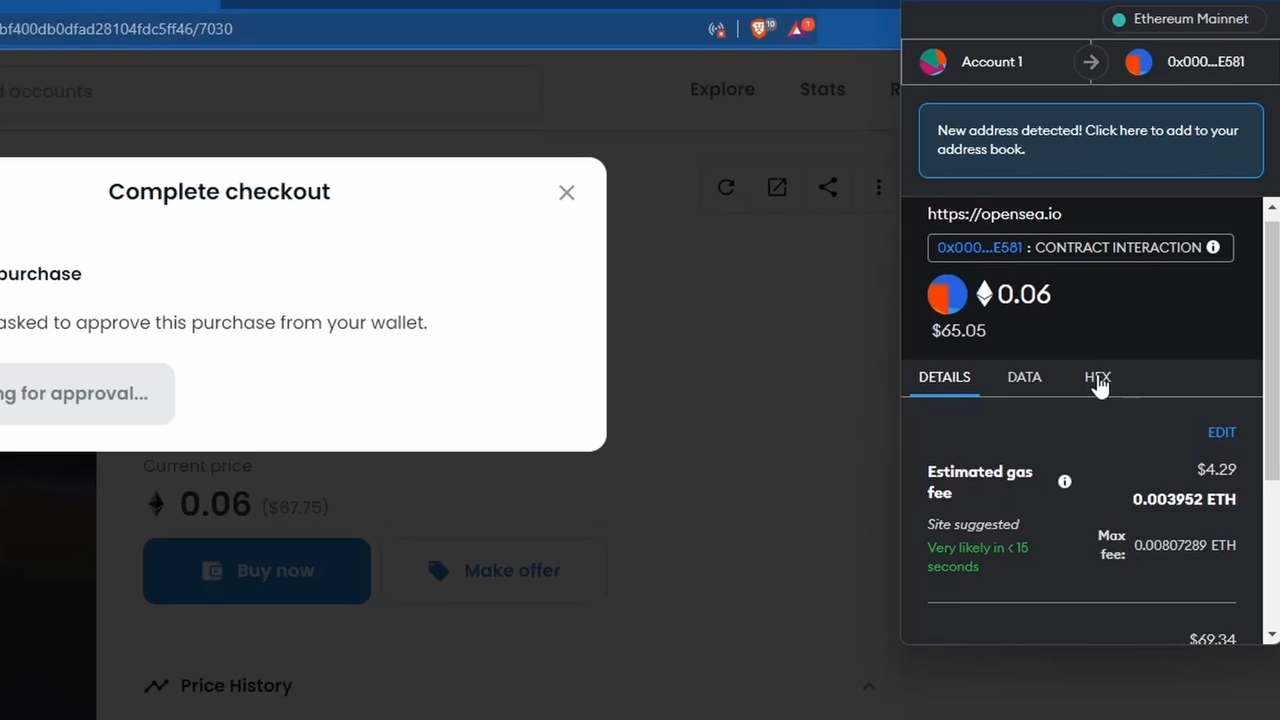 bf400db0dfad28104fdc5ff46/7030
10
1
Ethereum Mainnet
Account 1
0x000...E581
d accounts
Explore
Stats
R
New address detected! Click here to add to your
address book.
Complete checkout
https://opensea.io
0x000...E581 : CONTRACT INTERACTION
purchase
0.06
$65.05
asked to approve this purchase from your wallet.
DETAILS
DATA
HEX
ng for approval...
EDIT
Estimated gas
fee
$4.29
0.003952 ETH
Site suggested
Very likely in < 15
seconds
Max
fee:
0.00807289 ETH
Current price
0.06 ($67.75)
Buy now
Make offer
$69.34
Price History